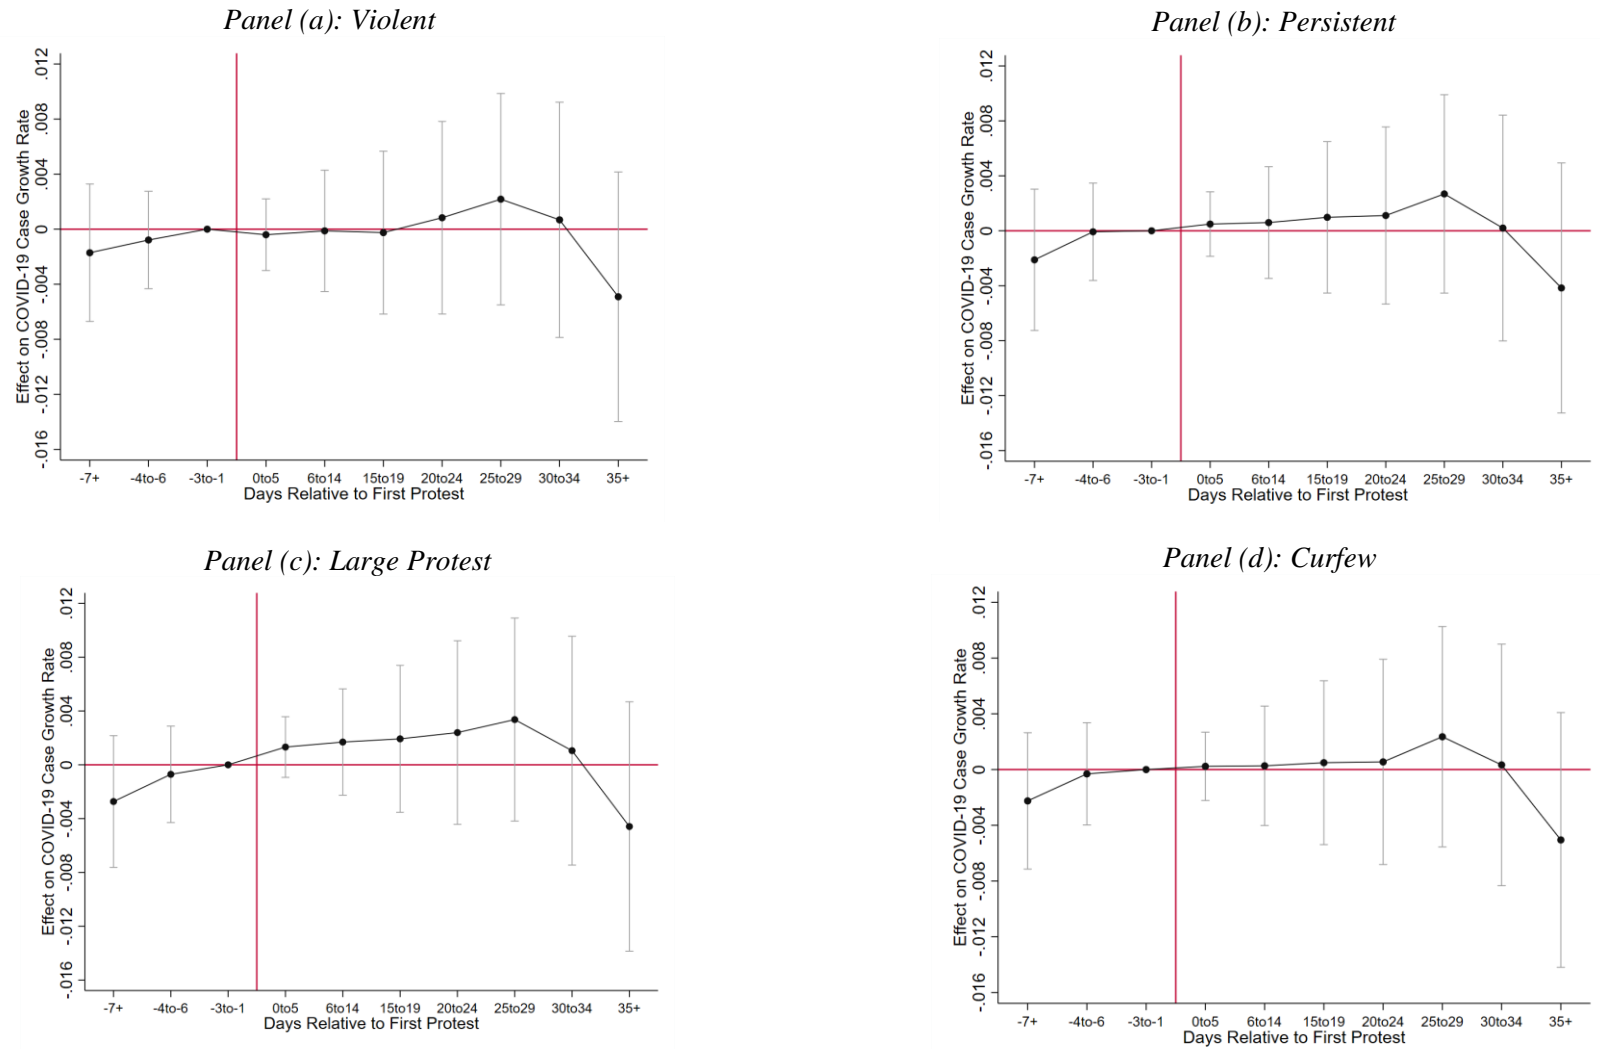 Panel (a): Violent
Effect on COVID-19 Case Growth Rate
.012
.008
.004
0
-.004
-.008
-.012
-.016
-7+ -4to-6 -3to-1 0to5 6to14 15to19 20to24 25to29 30to34 35+
Days Relative to First Protest
Panel (b): Persistent
Effect on COVID-19 Case Growth Rate
.012
.008
.004
0
-.004
-.008
-.012
-.016
-7+ -4to-6 -3to-1 0to5 6to14 15to19 20to24 25to29 30to34 35+
Days Relative to First Protest
Panel (c): Large Protest
Effect on COVID-19 Case Growth Rate
.012
.008
.004
0
-.004
-.008
-.012
-.016
-7+ -4to-6 -3to-1 0to5 6to14 15to19 20to24 25to29 30to34 35+
Days Relative to First Protest
Panel (d): Curfew
Effect on COVID-19 Case Growth Rate
.012
.008
.004
0
-.004
-.008
-.012
-.016
-7+ -4to-6 -3to-1 0to5 6to14 15to19 20to24 25to29 30to34 35+
Days Relative to First Protest